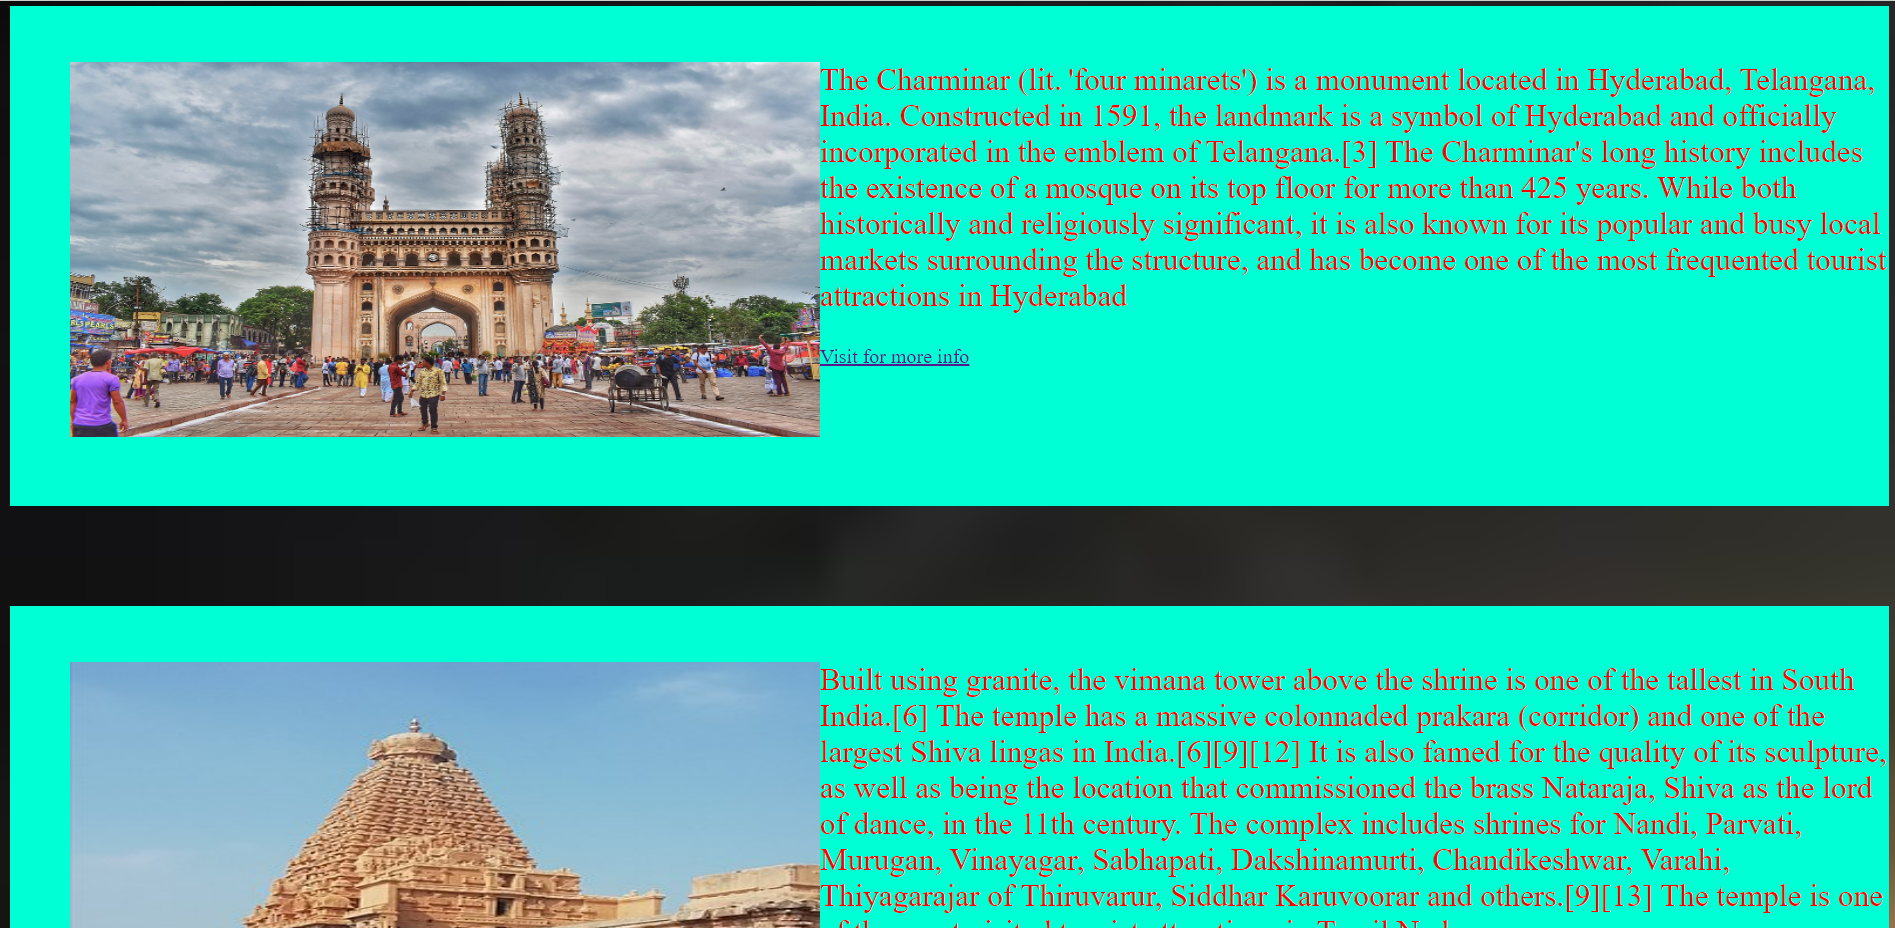 The Charminar (lit. 'four minarets') is a monument located in Hyderabad, Telangana,
India. Constructed in 1591, the landmark is a symbol of Hyderabad and officially
incorporated in the emblem of Telangana.[3] The Charminar's long history includes
the existence of a mosque on its top floor for more than 425 years. While both
historically and religiously significant, it is also known for its popular and busy local
markets surrounding the structure, and has become one of the most frequented tourist
attractions in Hyderabad
Visit for more info
Built using granite, the vimana tower above the shrine is one of the tallest in South
India.[6] The temple has a massive colonnaded prakara (corridor) and one of the
largest Shiva lingas in India.[6][9][12] It is also famed for the quality of its sculpture,
as well as being the location that commissioned the brass Nataraja, Shiva as the lord
of dance, in the 11th century. The complex includes shrines for Nandi, Parvati,
Murugan, Vinayagar, Sabhapati, Dakshinamurti, Chandikeshwar, Varahi,
Thiyagarajar of Thiruvarur, Siddhar Karuvoorar and others.[9][13] The temple is one